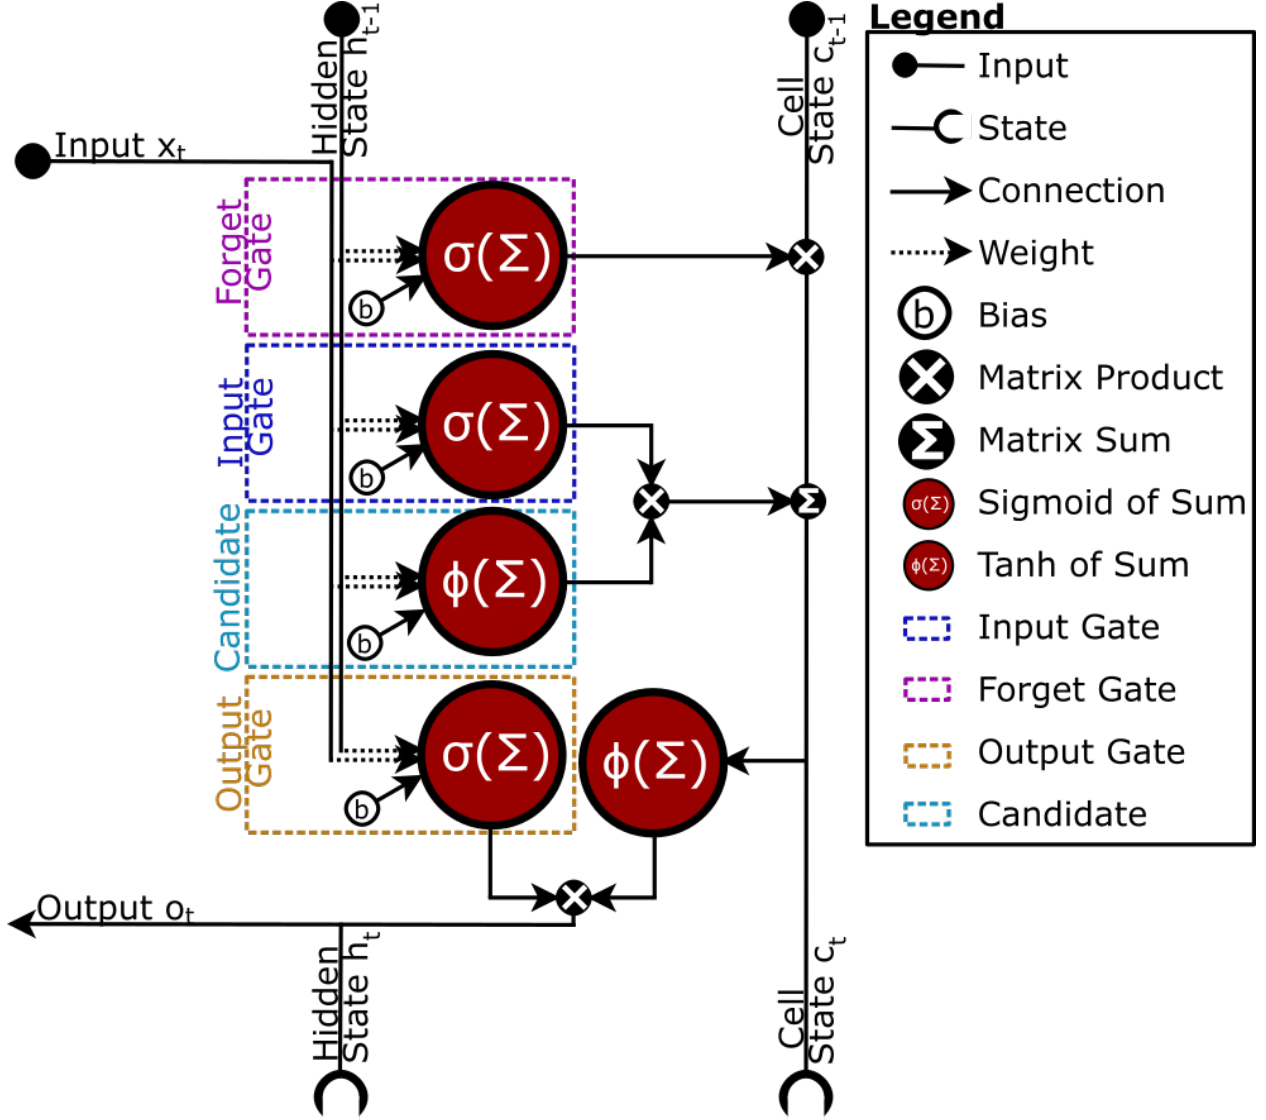 Hidden
State h_{t-1}
Cell
State c_{t-1}
Input x_t
Forget
Gate
σ(Σ)
b
Input
Gate
σ(Σ)
b
Candidate
ϕ(Σ)
b
Output
Gate
σ(Σ)
b
ϕ(Σ)
Σ
Output o_t
Hidden
State h_t
Cell
State c_t
Legend
Input
State
Connection
Weight
b Bias
Matrix Product
Σ Matrix Sum
σ(Σ) Sigmoid of Sum
ϕ(Σ) Tanh of Sum
Input Gate
Forget Gate
Output Gate
Candidate